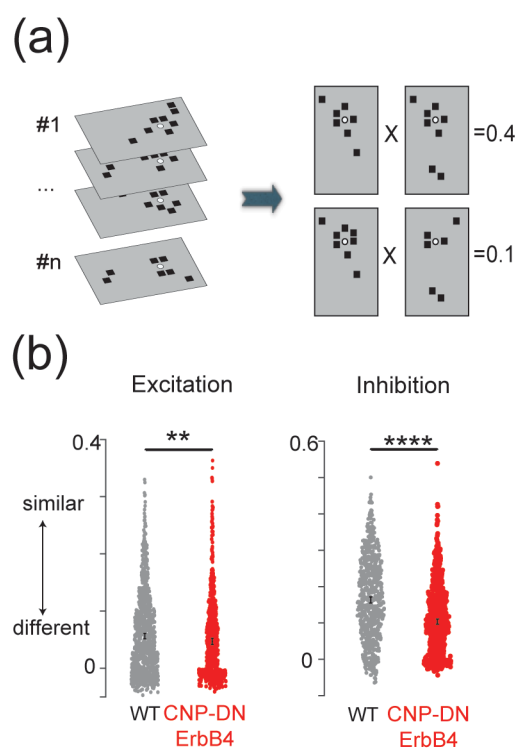 (a)
#1
...
#n
X
=0.4
X
=0.1
(b)
Excitation
Inhibition
**
****
0.4
0.6
similar
different
0
0
WT
CNP-DN
ErbB4
WT
CNP-DN
ErbB4